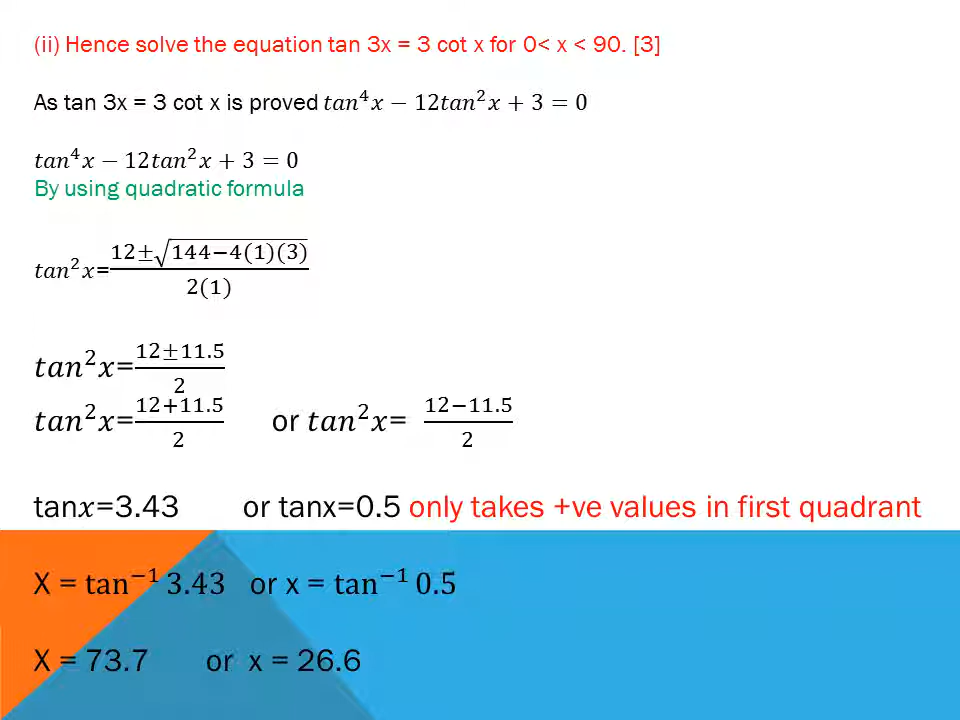 (ii) Hence solve the equation tan 3x = 3 cot x for 0< x < 90. [3]
As tan 3x = 3 cot x is proved 𝑡𝑎𝑛⁴𝑥 − 12𝑡𝑎𝑛²𝑥 + 3 = 0
𝑡𝑎𝑛⁴𝑥 − 12𝑡𝑎𝑛²𝑥 + 3 = 0
By using quadratic formula
𝑡𝑎𝑛²𝑥=(12±√(144−4(1)(3)))/(2(1))
𝑡𝑎𝑛²𝑥=(12±11.5)/2
𝑡𝑎𝑛²𝑥=(12+11.5)/2 or 𝑡𝑎𝑛²𝑥= (12−11.5)/2
tan𝑥=3.43 or tanx=0.5 only takes +ve values in first quadrant
X = tan⁻¹ 3.43 or x = tan⁻¹ 0.5
X = 73.7 or x = 26.6